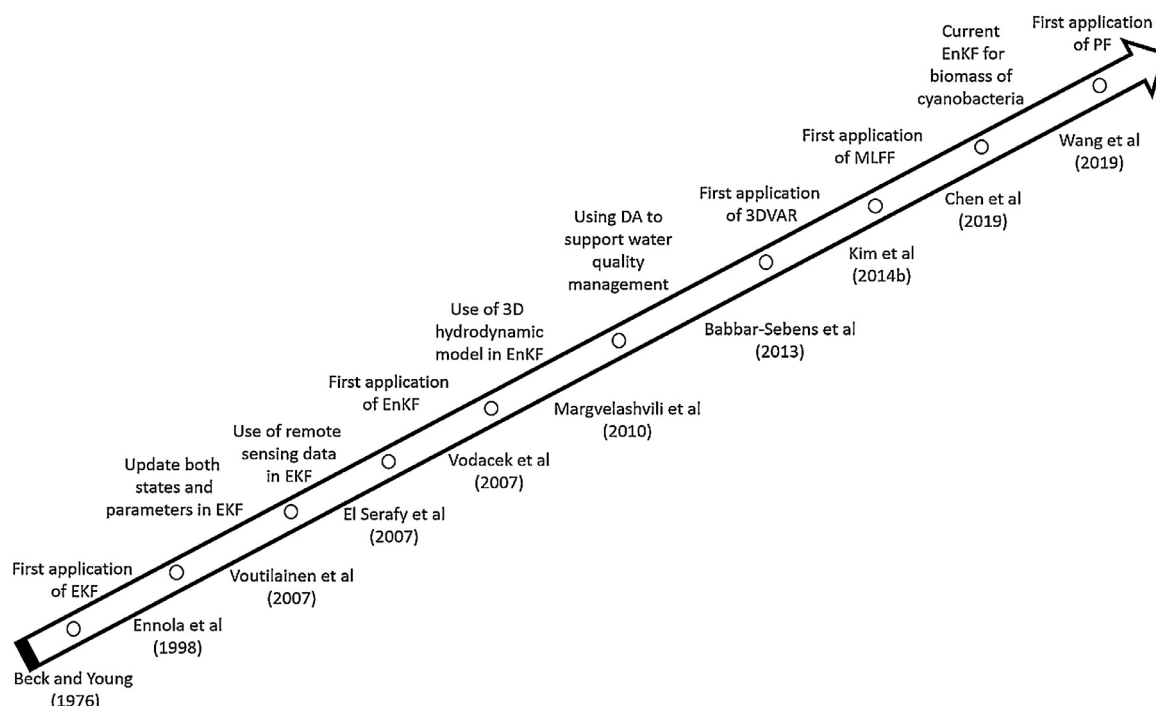 First application
of EKF
Beck and Young
(1976)
Update both
states and
parameters in EKF
Ennola et al
(1998)
Use of remote
sensing data
in EKF
Voutilainen et al
(2007)
First application
of EnKF
El Serafy et al
(2007)
Use of 3D
hydrodynamic
model in EnKF
Vodacek et al
(2007)
Using DA to
support water
quality
management
Margvelashvili et al
(2010)
First application
of 3DVAR
Babbar-Sebens et al
(2013)
First application
of MLFF
Kim et al
(2014b)
Current
EnKF for
biomass of
cyanobacteria
Chen et al
(2019)
First application
of PF
Wang et al
(2019)